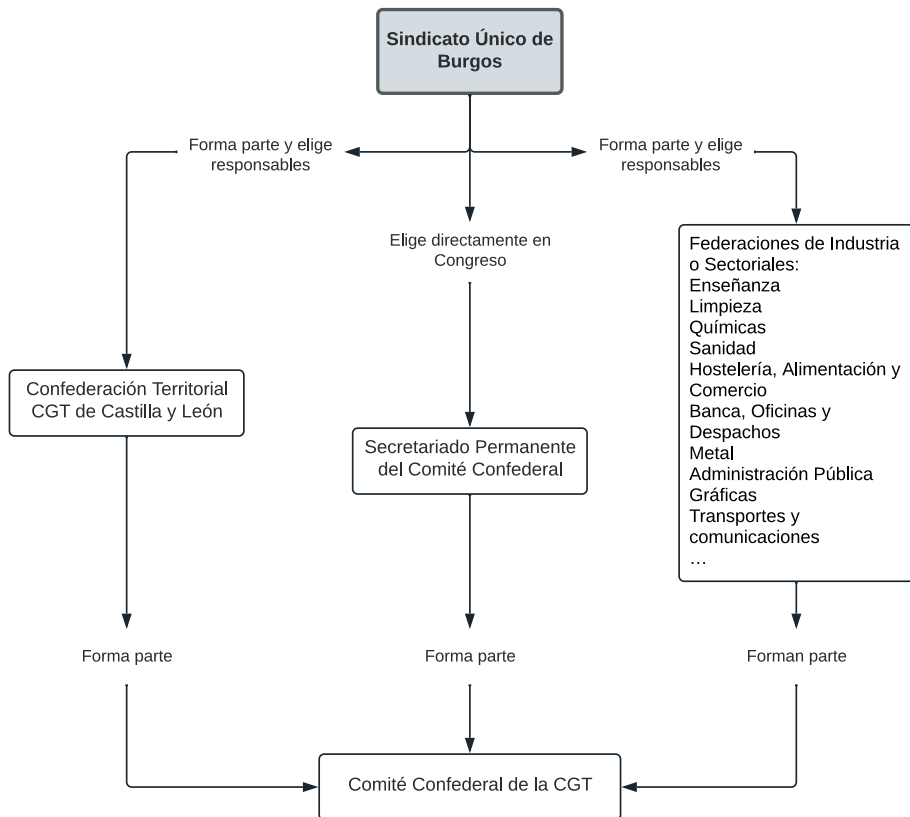 Sindicato Único de
Burgos
Forma parte y elige
responsables
Forma parte y elige
responsables
Elige directamente en
Congreso
Federaciones de Industria
o Sectoriales:
Enseñanza
Limpieza
Químicas
Sanidad
Hostelería, Alimentación y
Comercio
Banca, Oficinas y
Despachos
Metal
Administración Pública
Gráficas
Transportes y
comunicaciones
…
Confederación Territorial
CGT de Castilla y León
Secretariado Permanente
del Comité Confederal
Forma parte
Forma parte
Forman parte
Comité Confederal de la CGT